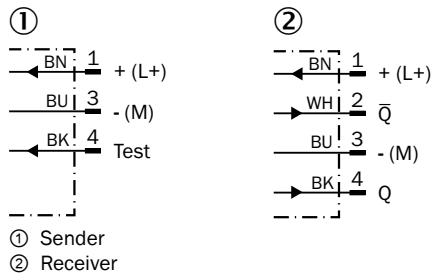 ①
BN 1 + (L+)
BU 3 - (M)
BK 4 Test
②
BN 1 + (L+)
WH 2 Q̅
BU 3 - (M)
BK 4 Q
① Sender
② Receiver